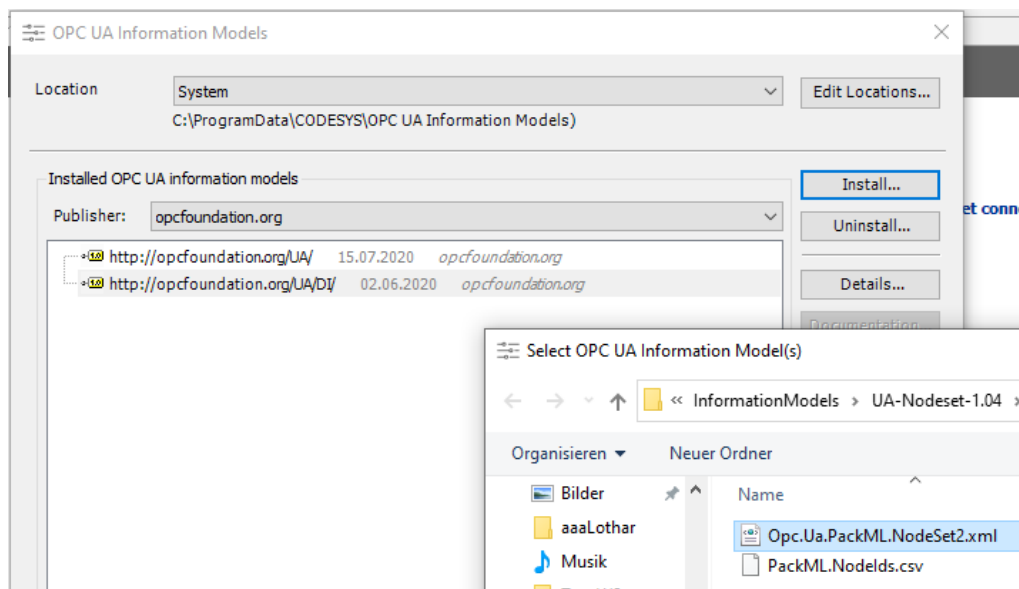 OPC UA Information Models
Location
System
Edit Locations...
C:\ProgramData\CODESYS\OPC UA Information Models)
Installed OPC UA information models
Install...
Publisher:
opcfoundation.org
et conn
Uninstall...
http://opcfoundation.org/UA/ 15.07.2020 opcfoundation.org
http://opcfoundation.org/UA/DI/ 02.06.2020 opcfoundation.org
Details...
Documentation...
Select OPC UA Information Model(s)
« InformationModels > UA-Nodeset-1.04 >
Organisieren
Neuer Ordner
Bilder
Name
aaaLothar
Opc.Ua.PackML.NodeSet2.xml
Musik
PackML.NodeIds.csv